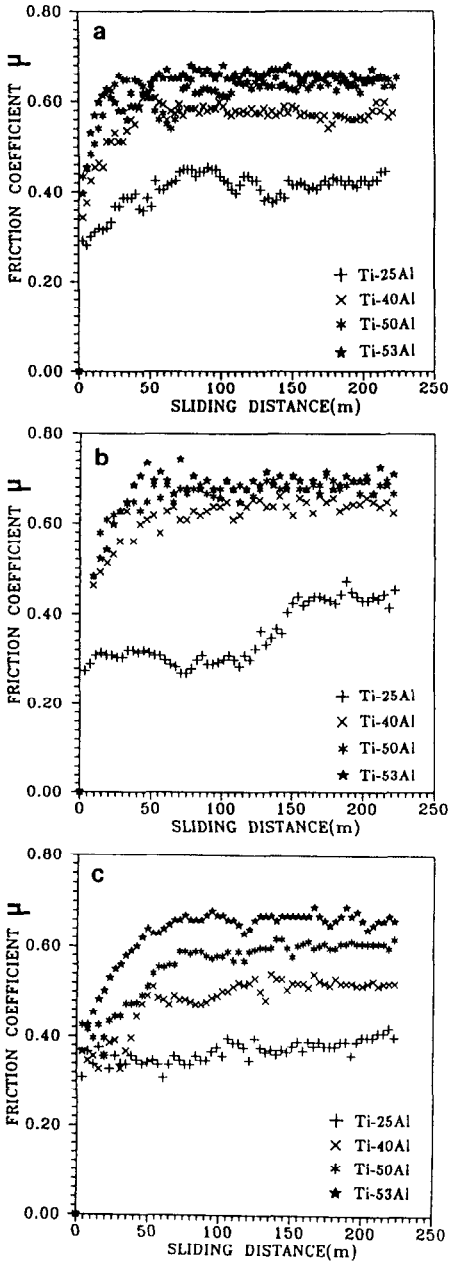 a
FRICTION COEFFICIENT μ
0.80
0.60
0.40
0.20
0.00
+ Ti-25Al
× Ti-40Al
✶ Ti-50Al
★ Ti-53Al
0 50 100 150 200 250
SLIDING DISTANCE(m)
b
FRICTION COEFFICIENT μ
0.80
0.60
0.40
0.20
0.00
+ Ti-25Al
× Ti-40Al
✶ Ti-50Al
★ Ti-53Al
0 50 100 150 200 250
SLIDING DISTANCE(m)
c
FRICTION COEFFICIENT μ
0.80
0.60
0.40
0.20
0.00
+ Ti-25Al
× Ti-40Al
✶ Ti-50Al
★ Ti-53Al
0 50 100 150 200 250
SLIDING DISTANCE(m)